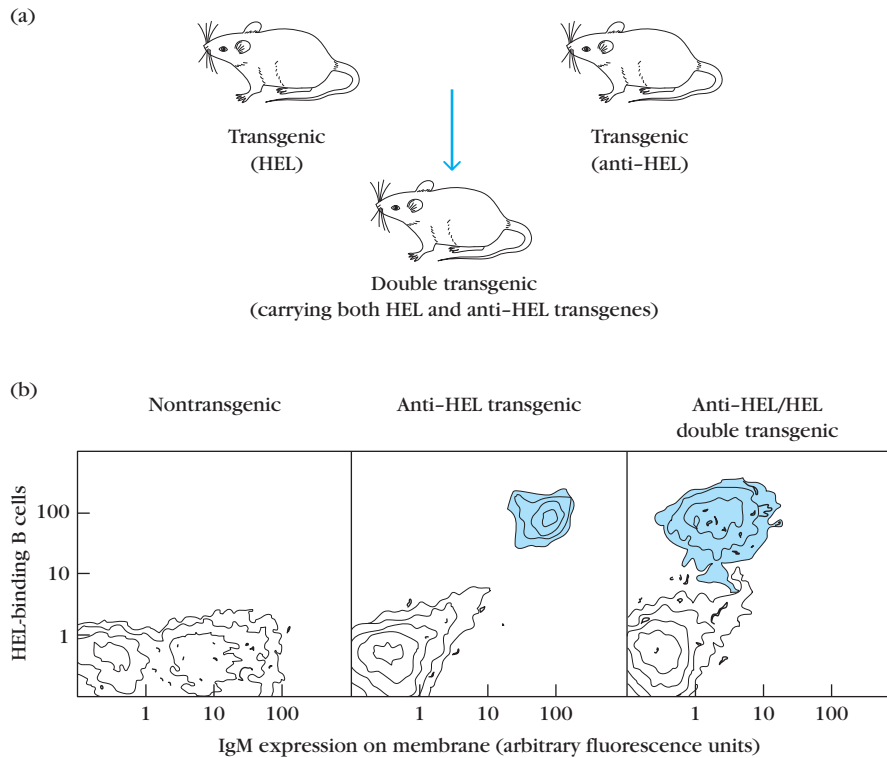 (a)
Transgenic
(HEL)
Transgenic
(anti–HEL)
Double transgenic
(carrying both HEL and anti–HEL transgenes)
(b)
Nontransgenic
Anti–HEL transgenic
Anti–HEL/HEL
double transgenic
HEL-binding B cells
100
10
1
1 10 100 1 10 100 1 10 100
IgM expression on membrane (arbitrary fluorescence units)